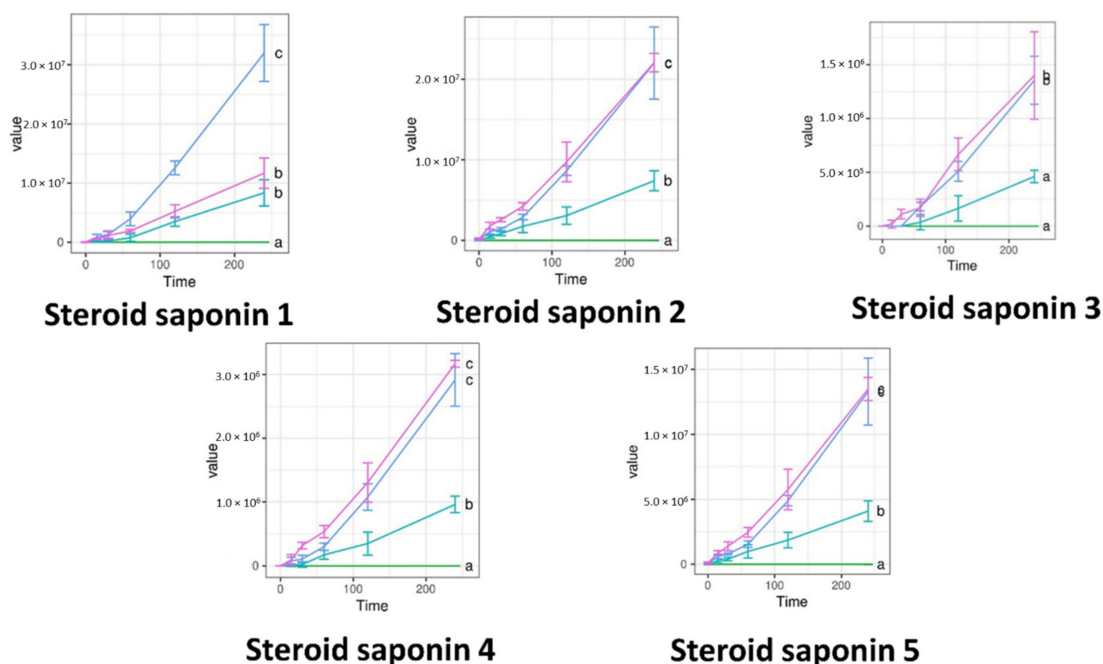 3.0 × 10⁷
2.0 × 10⁷
1.0 × 10⁷
0
value
0 100 200
Time
c
b
b
a
Steroid saponin 1
2.0 × 10⁷
1.0 × 10⁷
0
value
0 100 200
Time
c
b
a
Steroid saponin 2
1.5 × 10⁶
1.0 × 10⁶
5.0 × 10⁵
0
value
0 100 200
Time
b
b
a
a
Steroid saponin 3
3.0 × 10⁶
2.0 × 10⁶
1.0 × 10⁶
0
value
0 100 200
Time
c
c
b
a
Steroid saponin 4
1.5 × 10⁷
1.0 × 10⁷
5.0 × 10⁶
0
value
0 100 200
Time
b
a
Steroid saponin 5